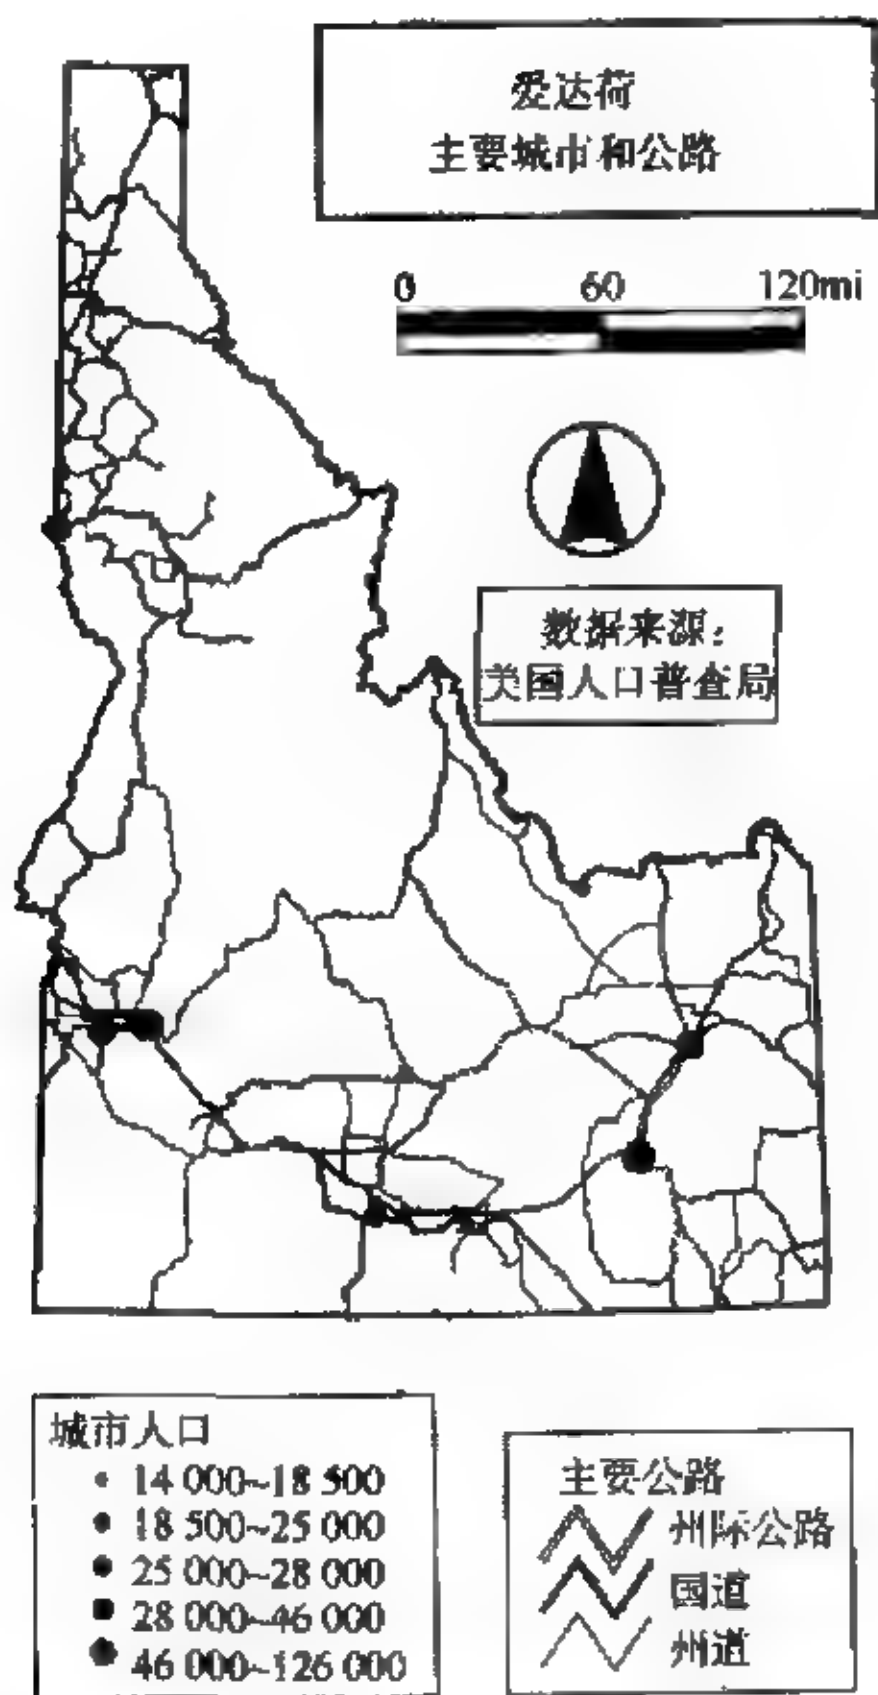 爱达荷
主要城市和公路
0 60 120mi
数据来源：
美国人口普查局
城市人口
14 000~18 500
18 500~25 000
25 000~28 000
28 000~46 000
46 000~126 000
主要公路
州际公路
国道
州道